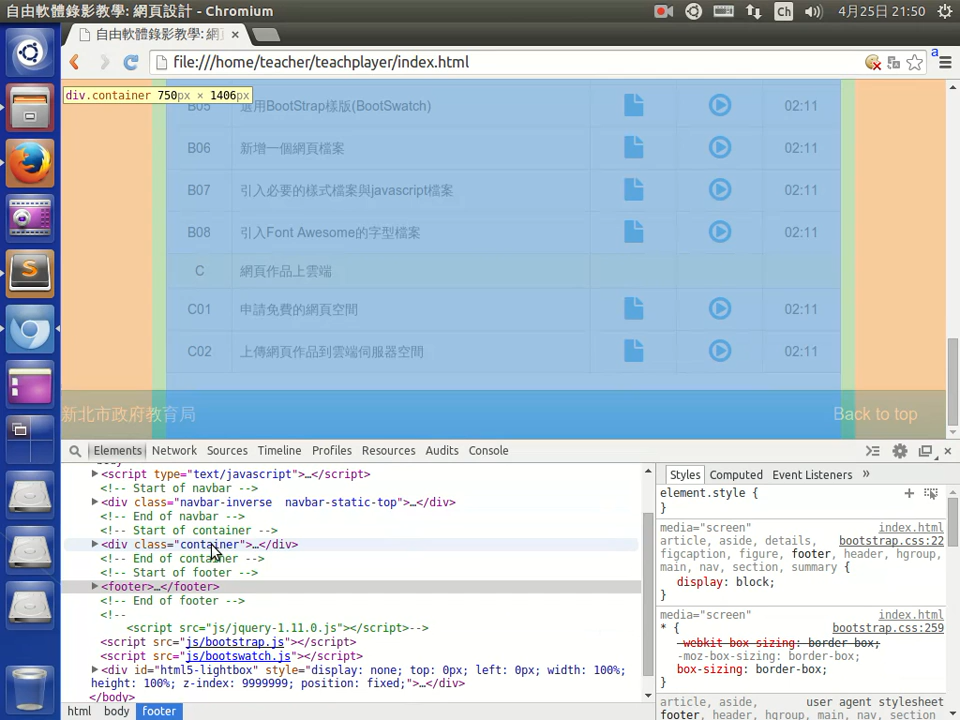 自由軟體錄影教學: 網頁設計 - Chromium
Ch
4月25日 21:50
自由軟體錄影教學: 網 ×
file:///home/teacher/teachplayer/index.html
a
div.container 750px × 1406px
B05 選用BootStrap樣版(BootSwatch) 02:11
B06 新增一個網頁檔案 02:11
B07 引入必要的樣式檔案與javascript檔案 02:11
B08 引入Font Awesome的字型檔案 02:11
C 網頁作品上雲端
C01 申請免費的網頁空間 02:11
C02 上傳網頁作品到雲端伺服器空間 02:11
新北市政府教育局 Back to top
Elements Network Sources Timeline Profiles Resources Audits Console
<script type="text/javascript">…</script>
<!-- Start of navbar -->
<div class="navbar-inverse  navbar-static-top">…</div>
<!-- End of navbar -->
<!-- Start of container -->
<div class="container">…</div>
<!-- End of container -->
<!-- Start of footer -->
<footer>…</footer>
<!-- End of footer -->
<!--
<script src="js/jquery-1.11.0.js"></script>-->
<script src="js/bootstrap.js"></script>
<script src="js/bootswatch.js"></script>
<div id="html5-lightbox" style="display: none; top: 0px; left: 0px; width: 100%;
height: 100%; z-index: 9999999; position: fixed;">…</div>
</body>
html body footer
Styles Computed Event Listeners »
element.style {
}
media="screen" index.html
article, aside, details, bootstrap.css:22
figcaption, figure, footer, header, hgroup,
main, nav, section, summary {
display: block;
}
media="screen" index.html
* { bootstrap.css:259
-webkit-box-sizing: border-box;
-moz-box-sizing: border-box;
box-sizing: border-box;
}
article, aside, user agent stylesheet
footer, header, hgroup, main, nav, section